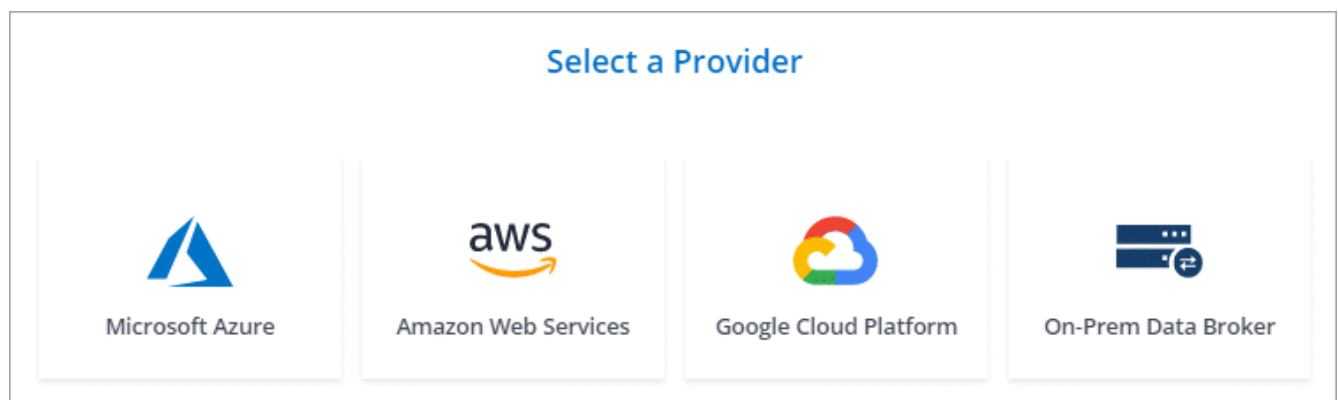 Select a Provider
aws
Microsoft Azure
Amazon Web Services
Google Cloud Platform
On-Prem Data Broker